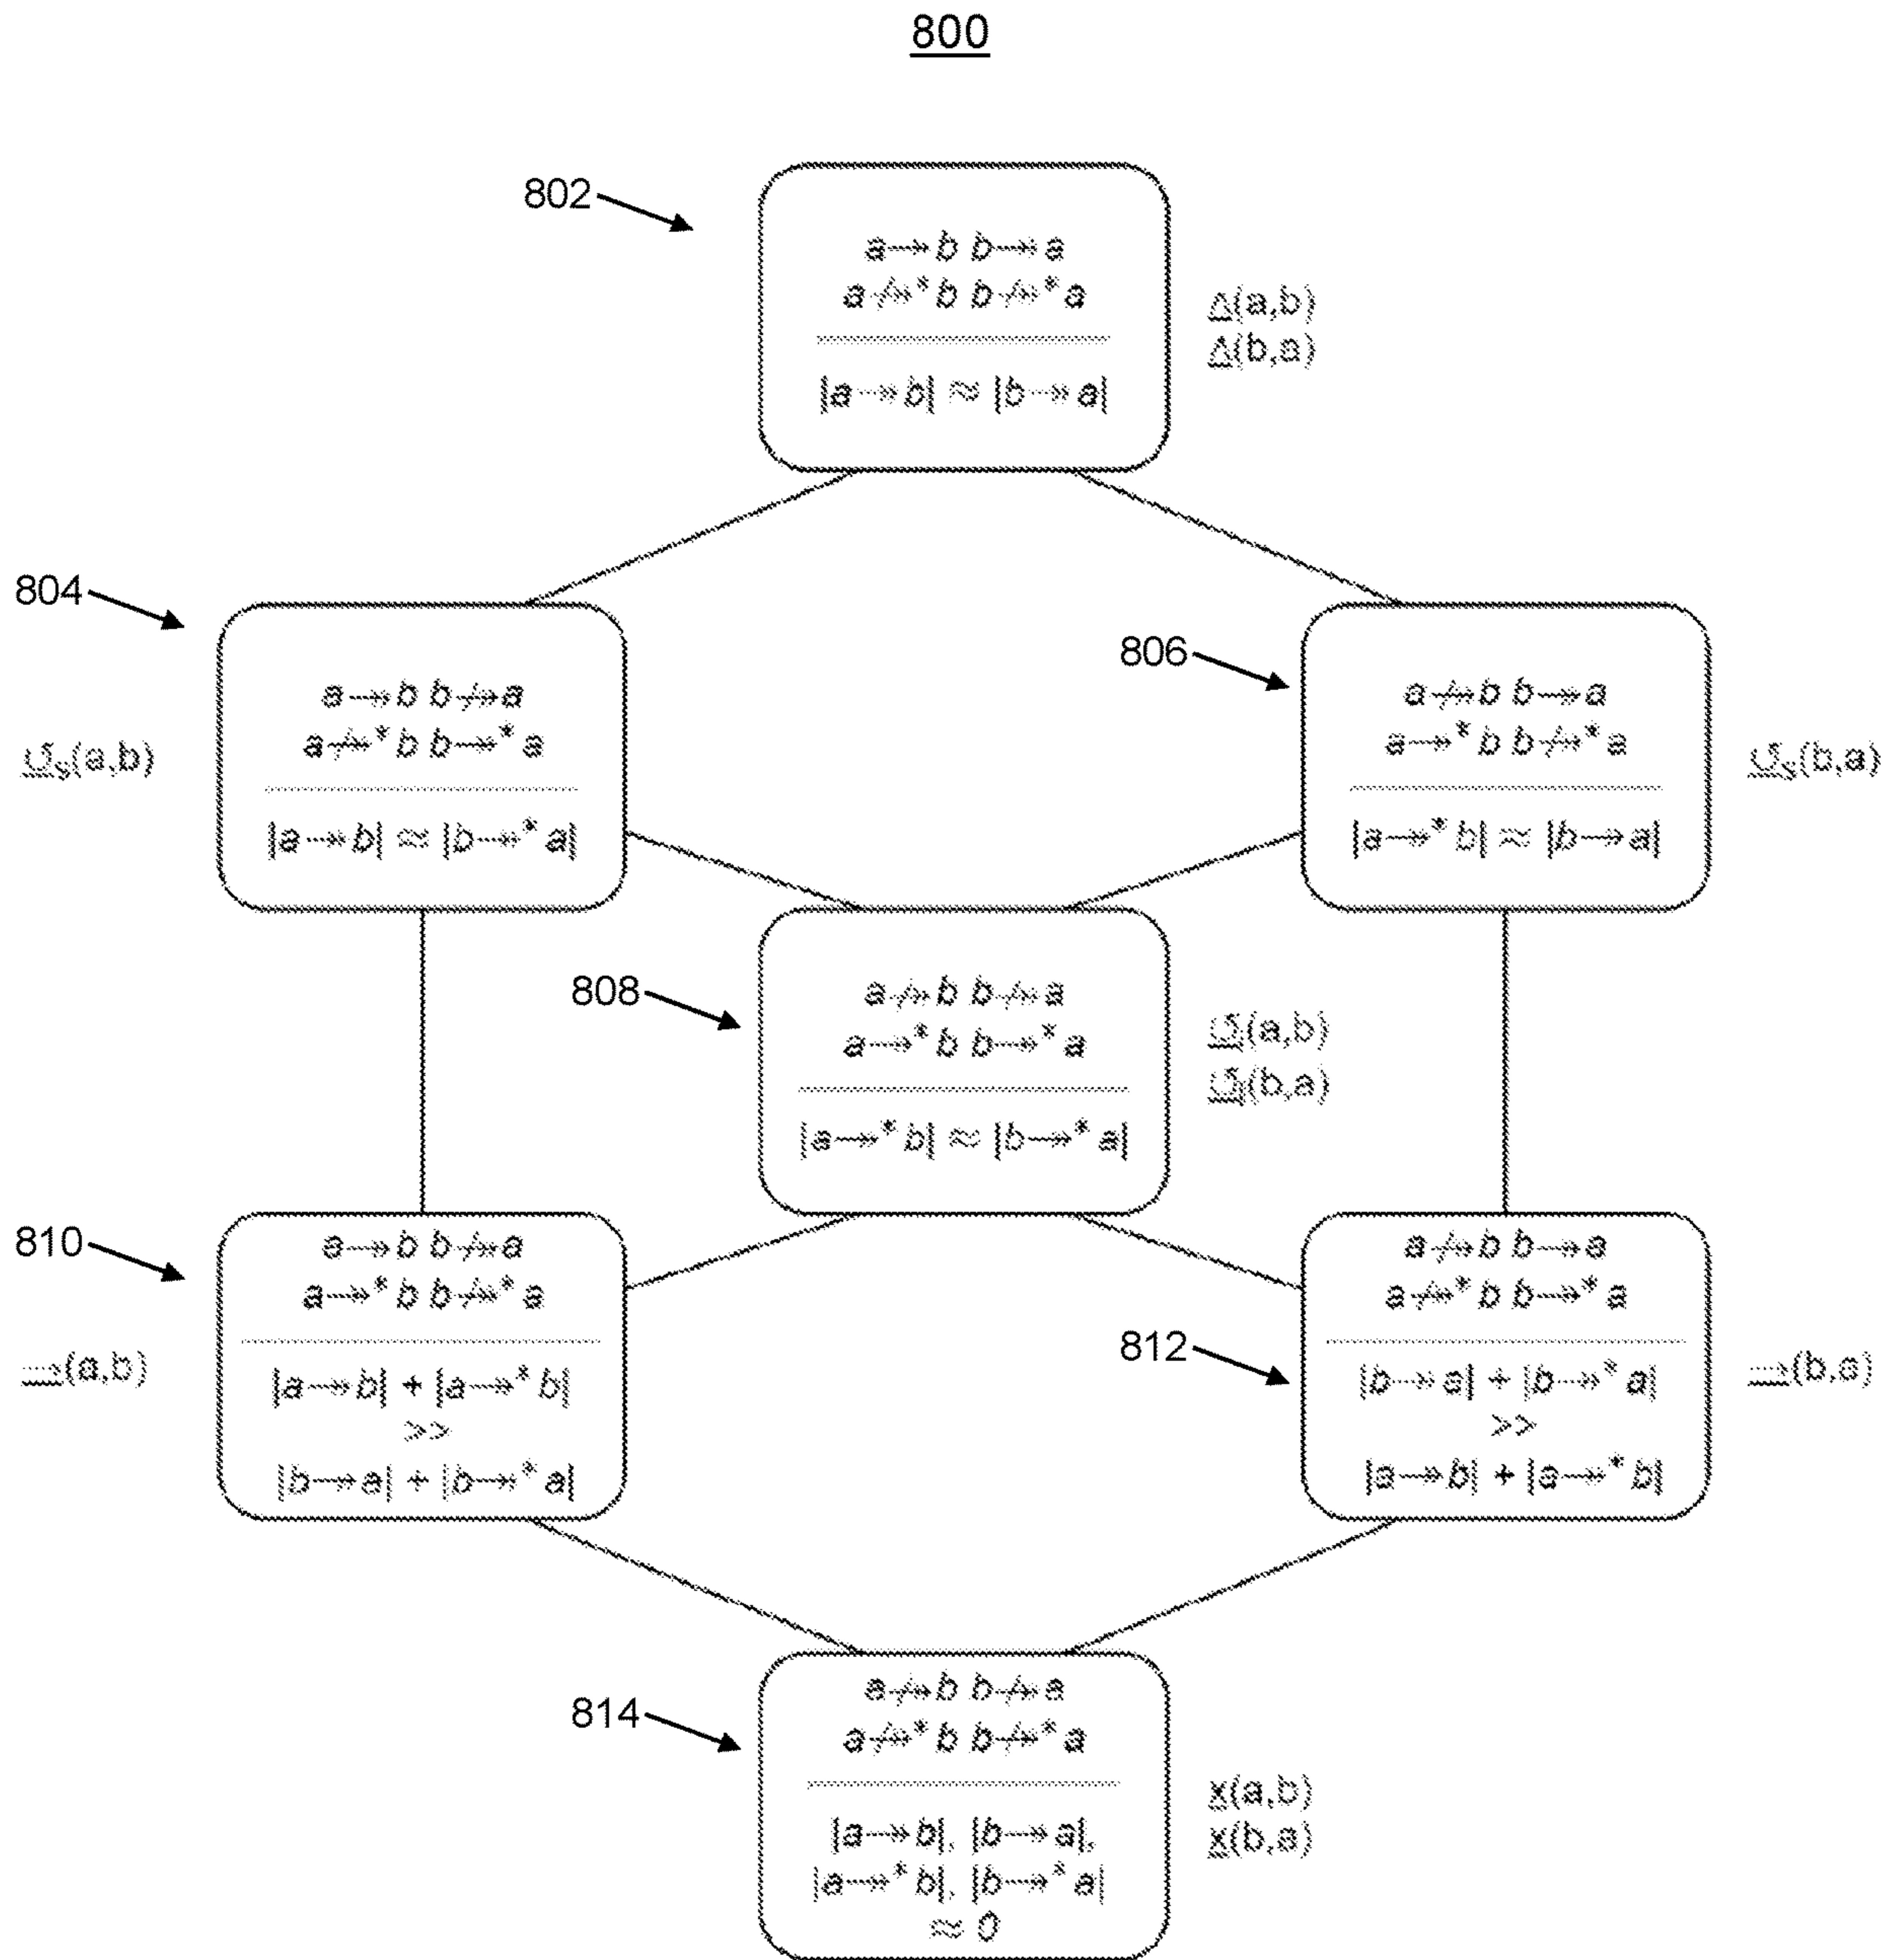 800
802
a↠b b↠a
a↠̸*b b↠̸*a
|a↠b| ≈ |b↠a|
∆(a,b)
∆(b,a)
804
a↠b b↠̸a
a↠̸*b b↠*a
|a↠b| ≈ |b↠*a|
↺s(a,b)
806
a↠̸b b↠a
a↠*b b↠̸*a
|a↠*b| ≈ |b↠a|
↺s(b,a)
808
a↠̸b b↠̸a
a↠*b b↠*a
|a↠*b| ≈ |b↠*a|
↺i(a,b)
↺i(b,a)
810
a↠b b↠̸a
a↠*b b↠̸*a
|a↠b| + |a↠*b|
>>
|b↠a| + |b↠*a|
→(a,b)
812
a↠̸b b↠a
a↠̸*b b↠*a
|b↠a| + |b↠*a|
>>
|a↠b| + |a↠*b|
→(b,a)
814
a↠̸b b↠̸a
a↠̸*b b↠̸*a
|a↠b|, |b↠a|,
|a↠*b|, |b↠*a|
≈ 0
x(a,b)
x(b,a)